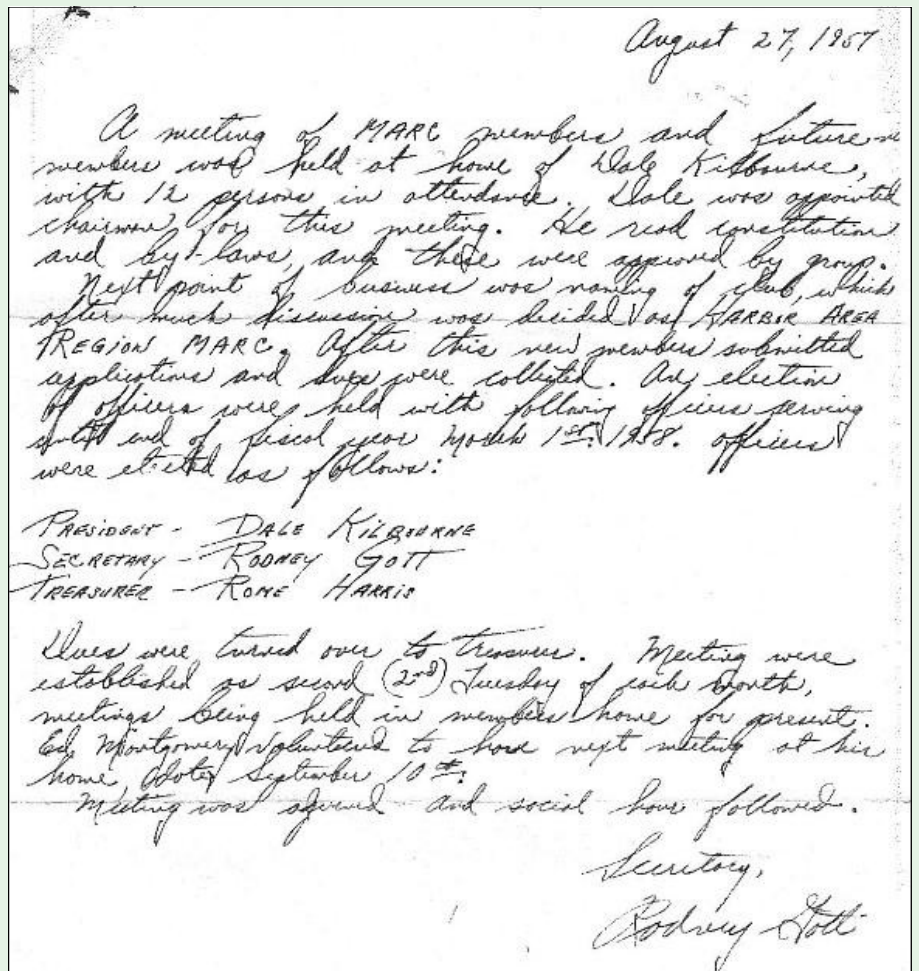 August 27, 1957
A meeting of MARC members and future
members was held at home of Dale Kilbourne,
with 12 persons in attendance. Dale was appointed
chairman for this meeting. He read constitution
and by-laws, and these were approved by group.
Next point of business was naming of club, which
after much discussion was decided as HARBOR AREA
REGION MARC. After this new members submitted
applications and dues were collected. An election
of officers were held with following officers serving
until end of fiscal year March 1st, 1958. Officers
were elected as follows:
PRESIDENT - DALE KILBOURNE
SECRETARY - RODNEY GOTT
TREASURER - ROME HARRIS
Dues were turned over to treasurer. Meeting were
established as second (2nd) Tuesday of each month,
meetings being held in members home for present.
Ed Montgomery volunteered to have next meeting at his
home date September 10th.
Meeting was and social hour followed.
Secretary,
Rodney Gott